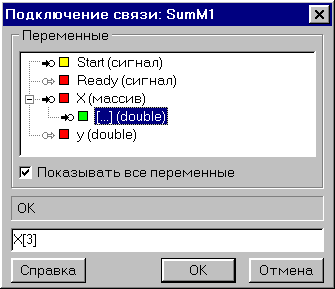 Подключение связи: SumM1
Переменные
Start (сигнал)
Ready (сигнал)
X (массив)
[...] (double)
y (double)
Показывать все переменные
OK
X[3]
Справка
OK
Отмена